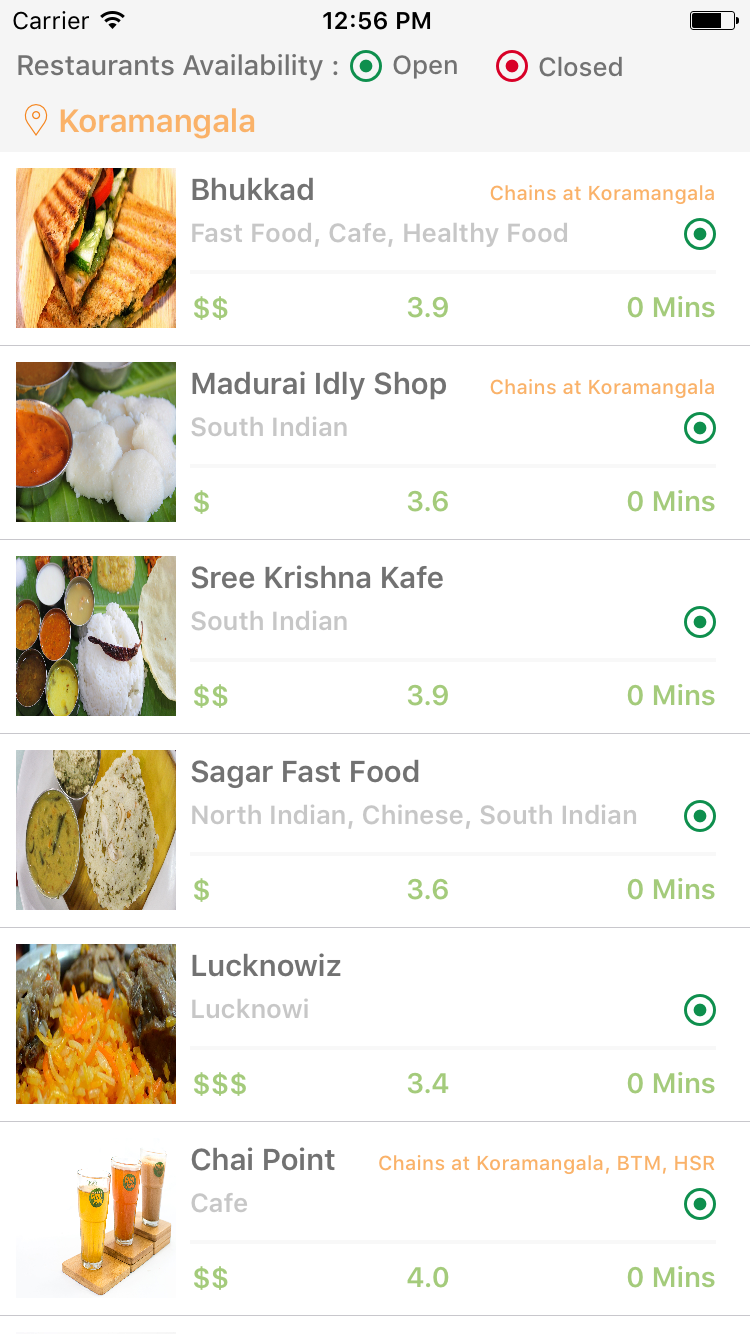 Carrier 12:56 PM
Restaurants Availability : Open Closed
Koramangala
Bhukkad Chains at Koramangala
Fast Food, Cafe, Healthy Food
$$ 3.9 0 Mins
Madurai Idly Shop Chains at Koramangala
South Indian
$ 3.6 0 Mins
Sree Krishna Kafe
South Indian
$$ 3.9 0 Mins
Sagar Fast Food
North Indian, Chinese, South Indian
$ 3.6 0 Mins
Lucknowiz
Lucknowi
$$$ 3.4 0 Mins
Chai Point Chains at Koramangala, BTM, HSR
Cafe
$$ 4.0 0 Mins